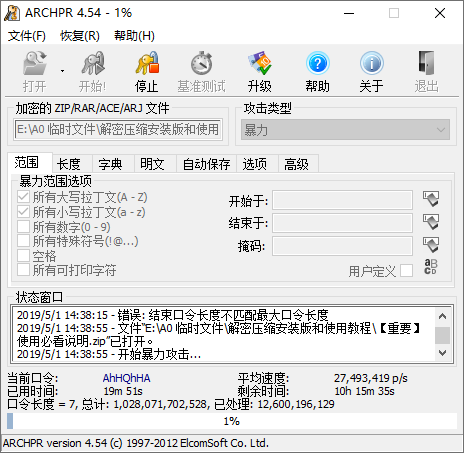 ARCHPR 4.54 - 1%
文件(F) 恢复(R) 帮助(H)
打开 开始! 停止 基准测试 升级 帮助 关于 退出
加密的 ZIP/RAR/ACE/ARJ 文件 攻击类型
E:\A0 临时文件\解密压缩安装版和使用 暴力
范围 长度 字典 明文 自动保存 选项 高级
暴力范围选项
所有大写拉丁文(A - Z) 开始于:
所有小写拉丁文(a - z)
所有数字(0 - 9) 结束于:
所有特殊符号(!@...)
空格 掩码:
所有可打印字符 用户定义
状态窗口
2019/5/1 14:38:15 - 错误: 结束口令长度不匹配最大口令长度
2019/5/1 14:38:55 - 文件“E:\A0 临时文件\解密压缩安装版和使用教程\【重要】
使用必看说明.zip”已打开。
2019/5/1 14:38:55 - 开始暴力攻击...
当前口令: AhHQhHA 平均速度: 27,493,419 p/s
已用时间: 19m 51s 剩余时间: 10h 15m 35s
口令长度 = 7, 总计: 1,028,071,702,528, 已处理: 12,600,196,129
1%
ARCHPR version 4.54 (c) 1997-2012 ElcomSoft Co. Ltd.